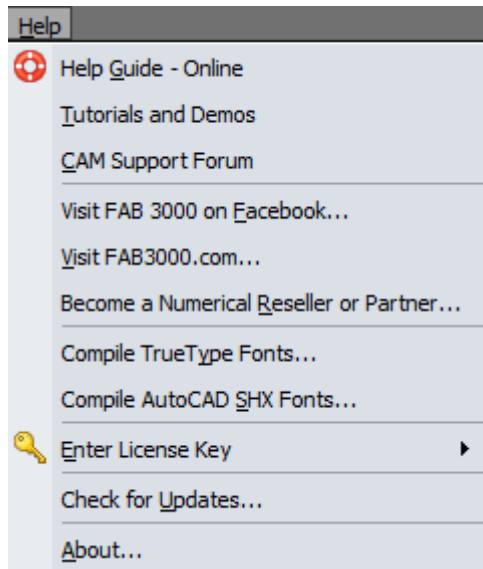 Help
Help Guide - Online
Tutorials and Demos
CAM Support Forum
Visit FAB 3000 on Facebook...
Visit FAB3000.com...
Become a Numerical Reseller or Partner...
Compile TrueType Fonts...
Compile AutoCAD SHX Fonts...
Enter License Key
Check for Updates...
About...